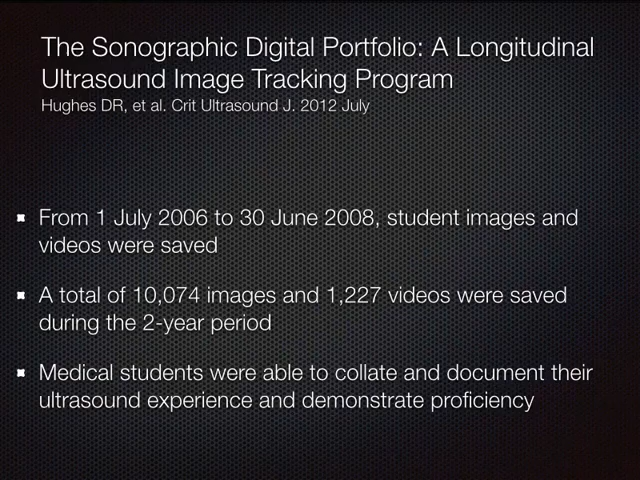 The Sonographic Digital Portfolio: A Longitudinal
Ultrasound Image Tracking Program
Hughes DR, et al. Crit Ultrasound J. 2012 July
From 1 July 2006 to 30 June 2008, student images and
videos were saved
A total of 10,074 images and 1,227 videos were saved
during the 2-year period
Medical students were able to collate and document their
ultrasound experience and demonstrate proficiency